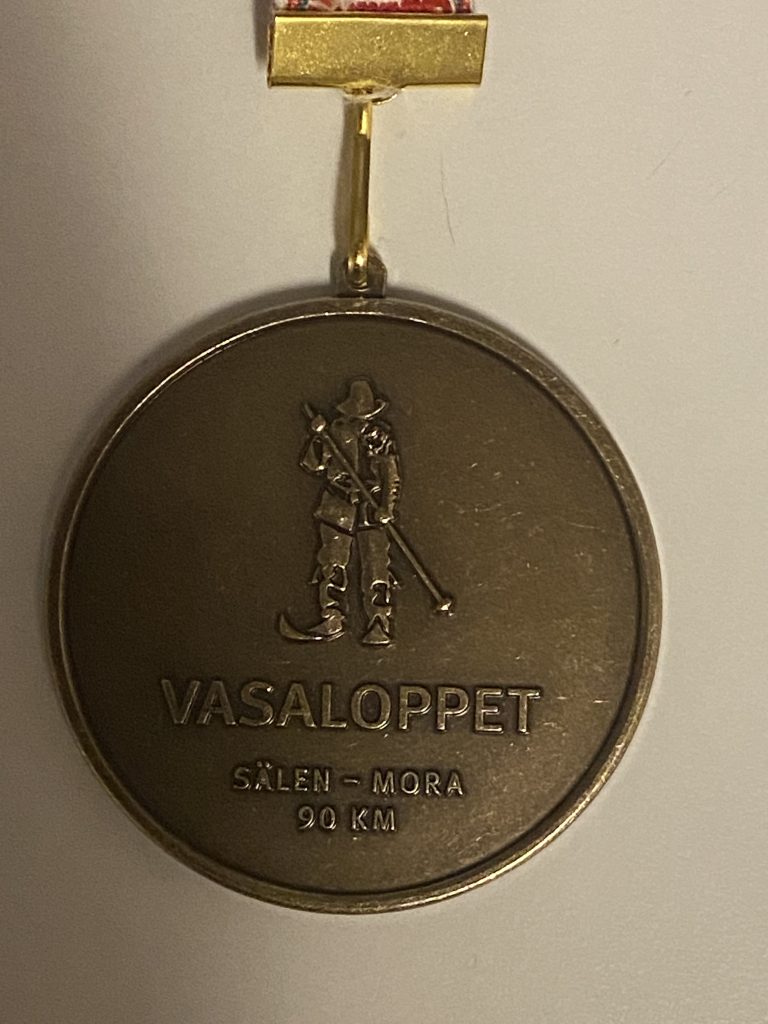 VASALOPPET
SÄLEN – MORA
90 KM